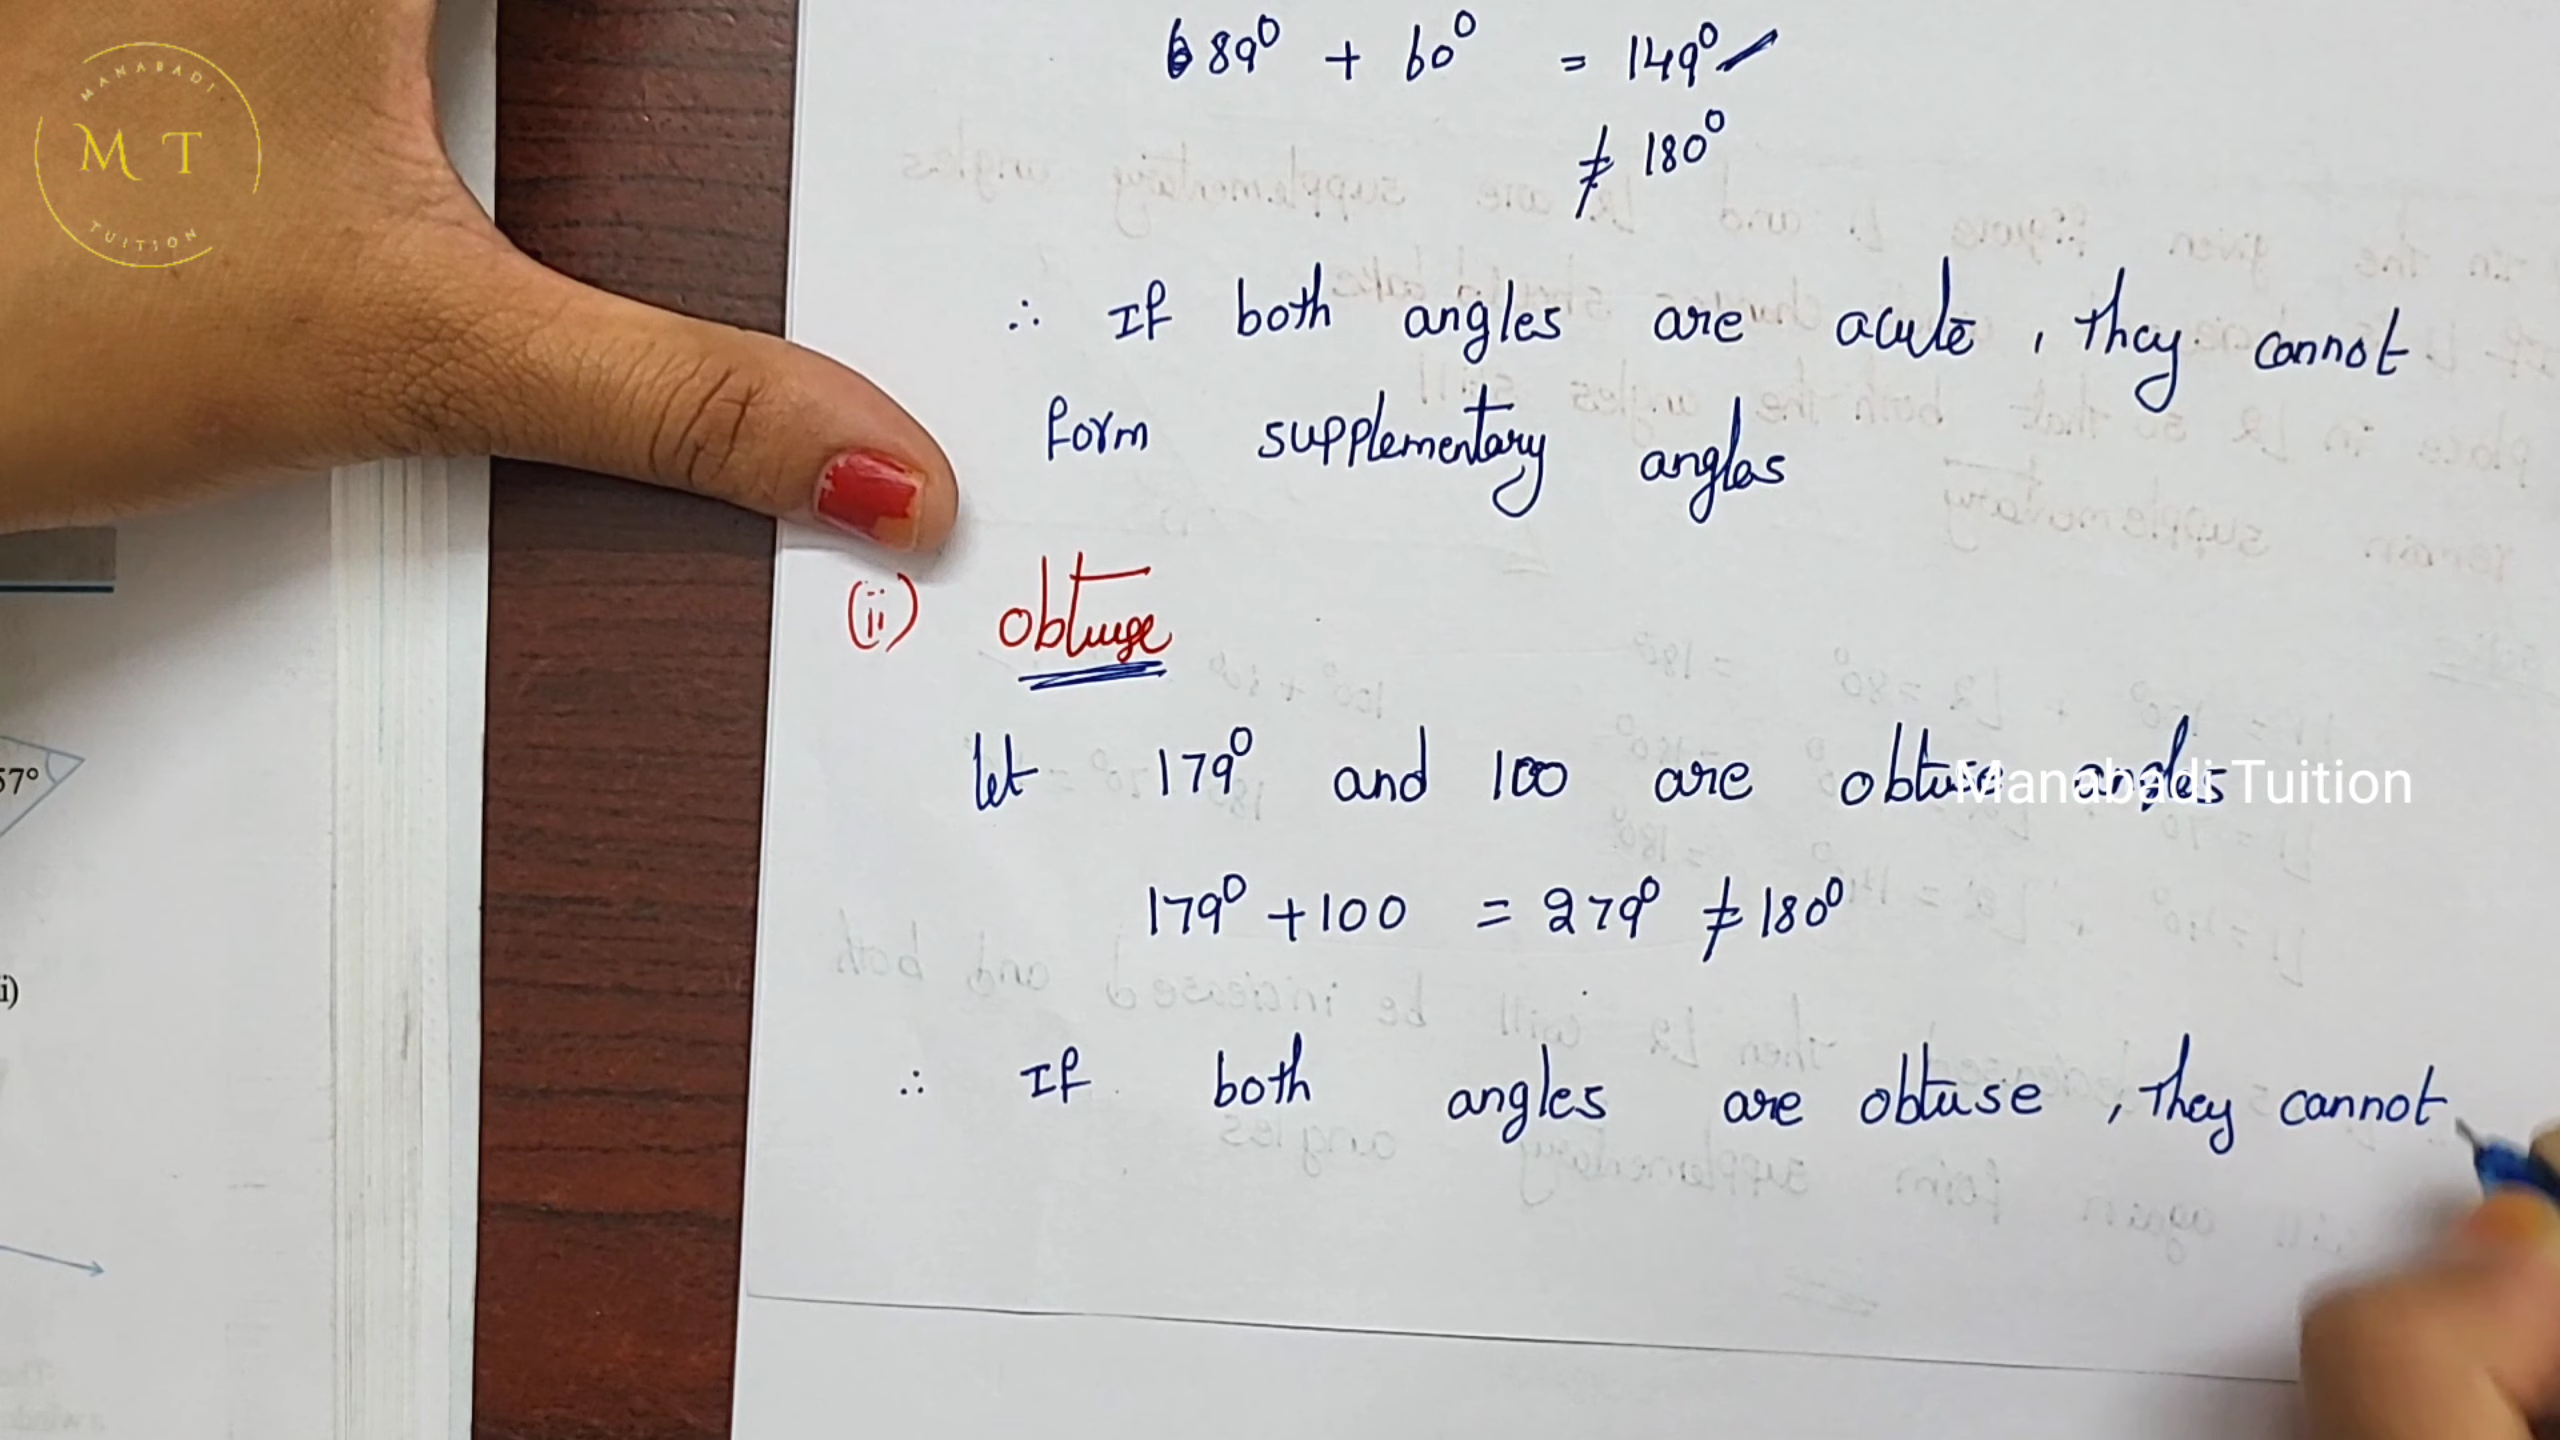 MANABADI
M T
TUITION
89° + 60° = 149°
≠ 180°
∴ If both angles are acute, they cannot
form supplementary angles
(ii) obtuse
let 179° and 100 are obtuse angles
Manabadi Tuition
179° + 100 = 279° ≠ 180°
∴ If both angles are obtuse, they cannot
57°
i)